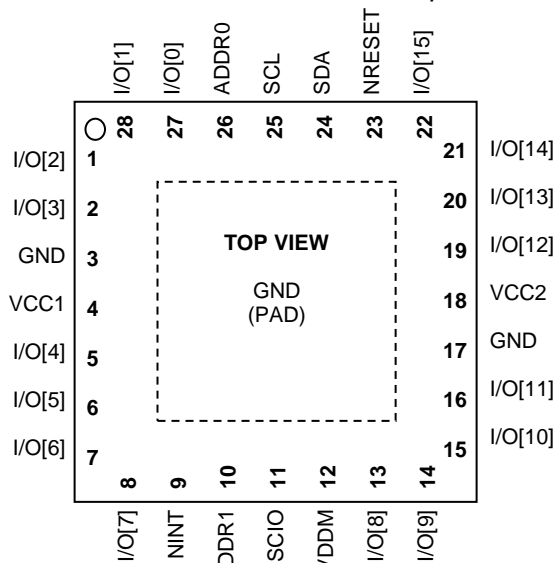 I/O[1]
I/O[0]
ADDR0
SCL
SDA
NRESET
I/O[15]
28
27
26
25
24
23
22
I/O[2] 1
I/O[3] 2
GND 3
VCC1 4
I/O[4] 5
I/O[5] 6
I/O[6] 7
TOP VIEW
GND
(PAD)
21 I/O[14]
20 I/O[13]
19 I/O[12]
18 VCC2
17 GND
16 I/O[11]
15 I/O[10]
8
9
10
11
12
13
14
I/O[7]
NINT
DDR1
SCIO
VDDM
I/O[8]
I/O[9]